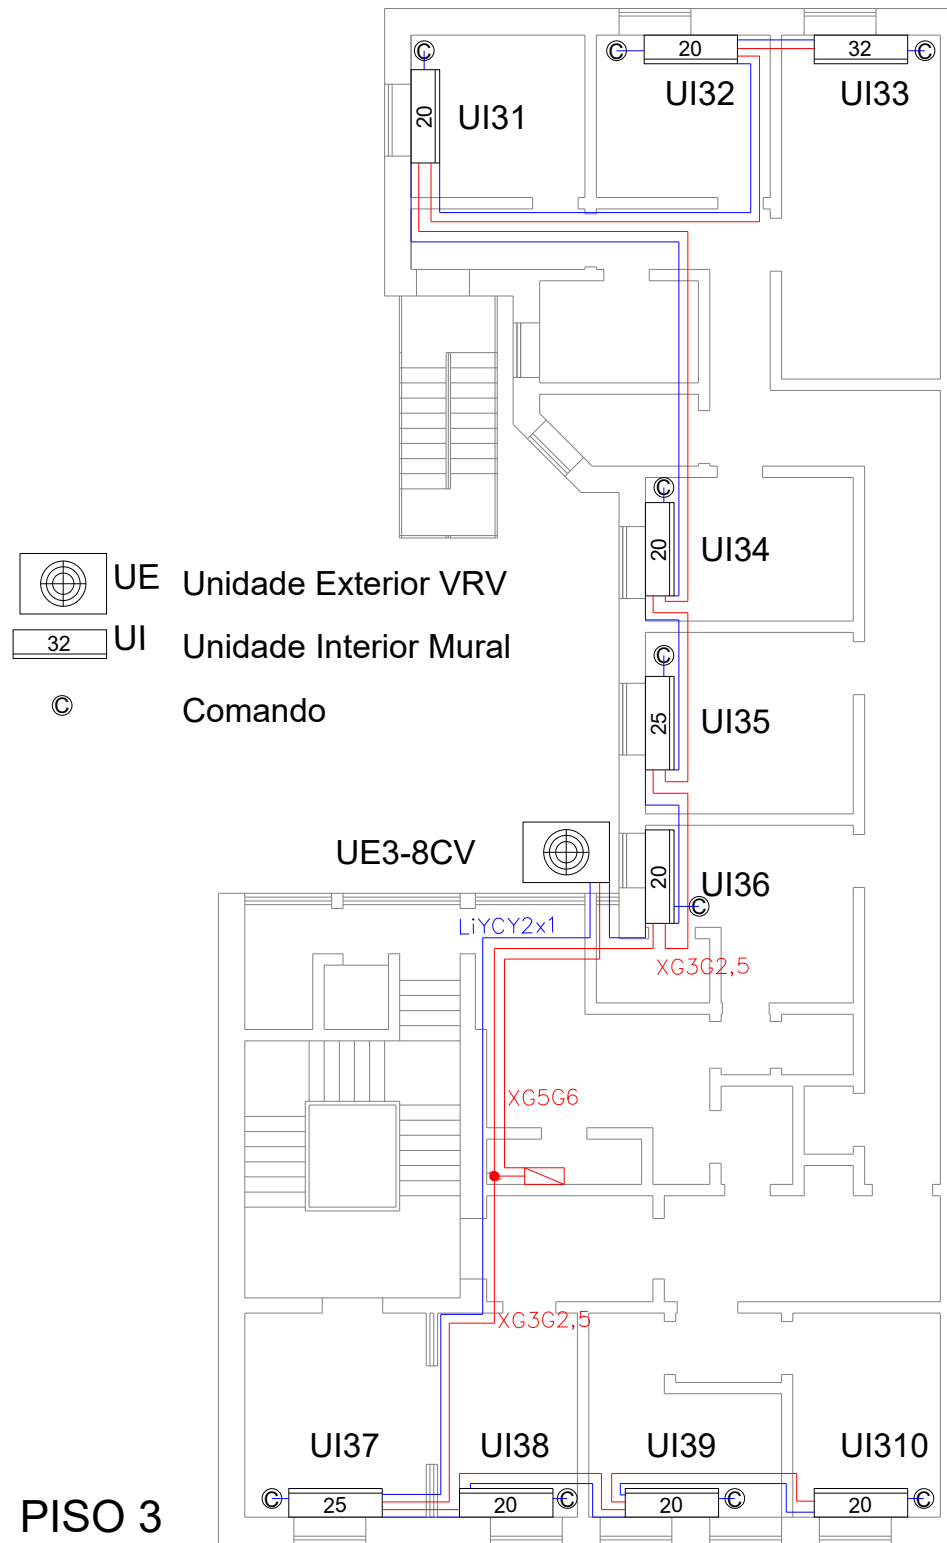 C
C
20
32
C
UI31
20
UI32
UI33
C
20
UI34
UE Unidade Exterior VRV
32 UI Unidade Interior Mural
C Comando
C
25
UI35
UE3-8CV
20
UI36
C
LiYCY2x1
XG3G2,5
XG5G6
XG3G2,5
UI37
UI38
UI39
UI310
C
25
20
C
20
C
20
C
PISO 3